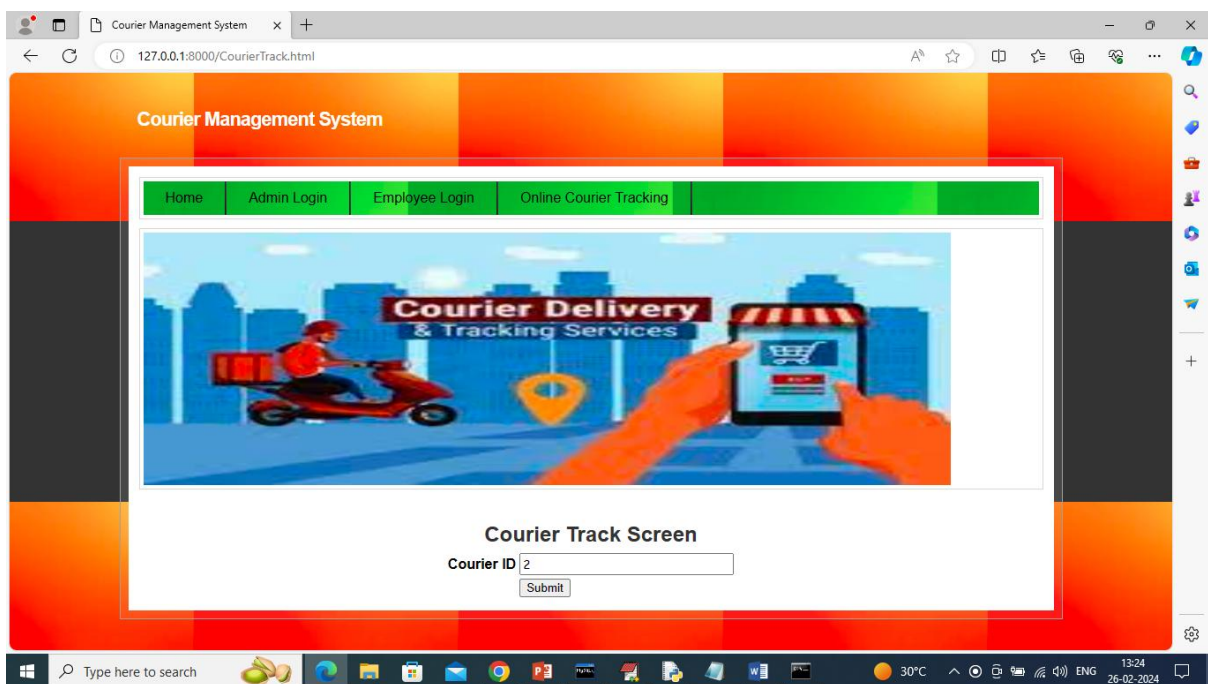 Courier Management System
127.0.0.1:8000/CourierTrack.html
Courier Management System
Home Admin Login Employee Login Online Courier Tracking
Courier Delivery
& Tracking Services
Courier Track Screen
Courier ID 2
Submit
Type here to search
30°C
ENG
13:24
26-02-2024